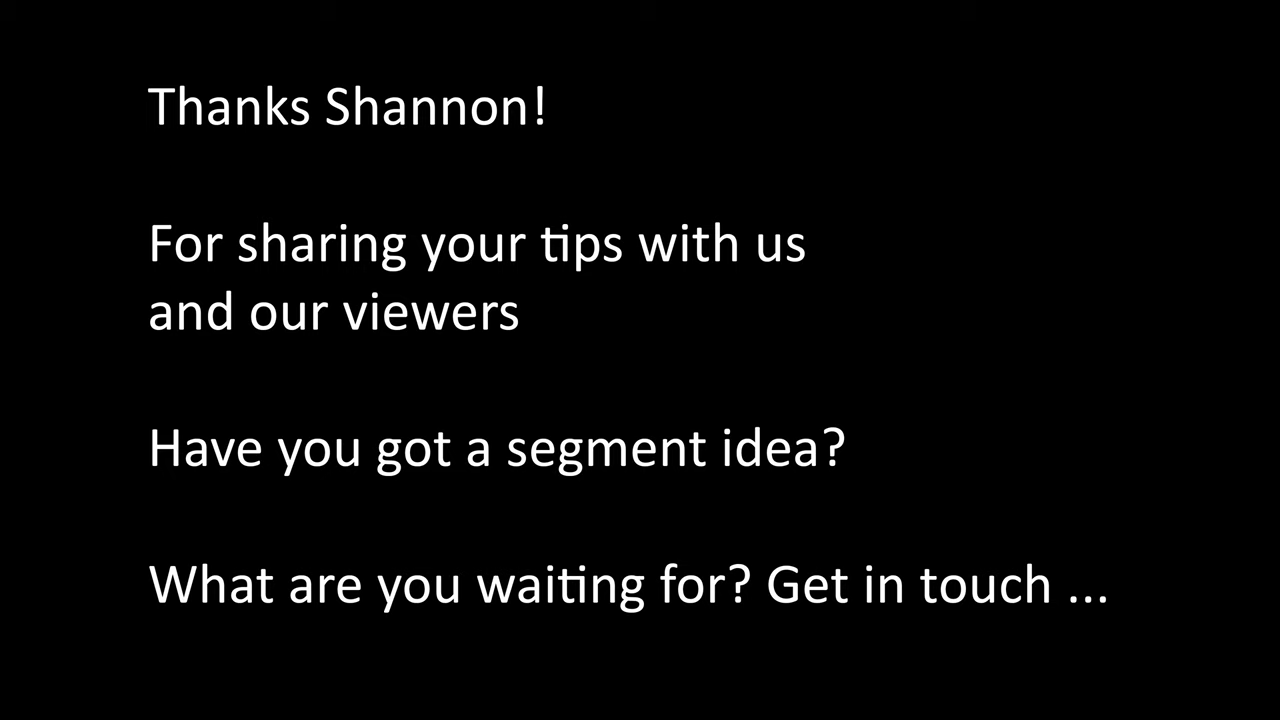 Thanks Shannon!
For sharing your tips with us
and our viewers
Have you got a segment idea?
What are you waiting for? Get in touch ...